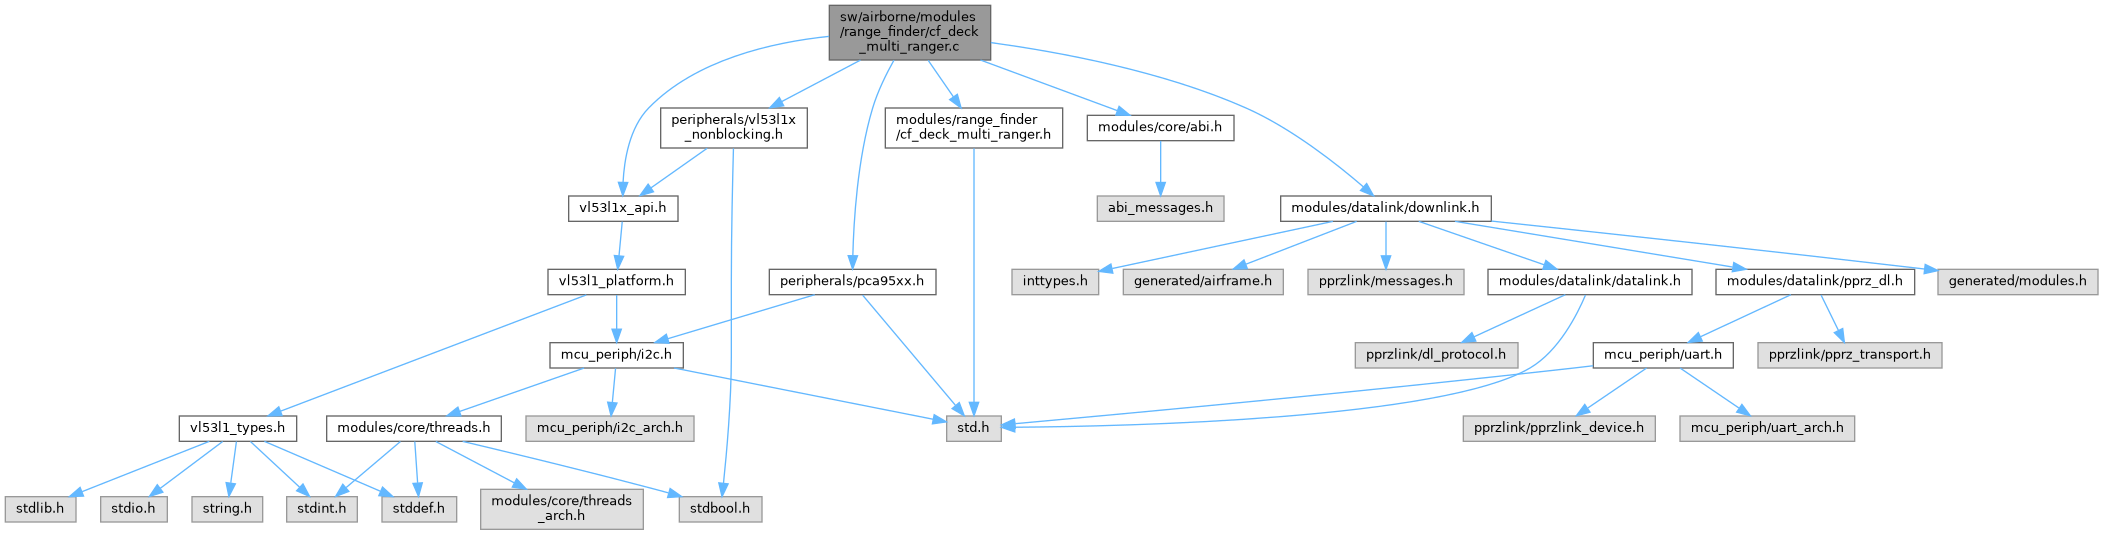 sw/airborne/modules
/range_finder/cf_deck
_multi_ranger.c
peripherals/vl53l1x
_nonblocking.h
modules/range_finder
/cf_deck_multi_ranger.h
modules/core/abi.h
vl53l1x_api.h
abi_messages.h
modules/datalink/downlink.h
vl53l1_platform.h
peripherals/pca95xx.h
inttypes.h
generated/airframe.h
pprzlink/messages.h
modules/datalink/datalink.h
modules/datalink/pprz_dl.h
generated/modules.h
mcu_periph/i2c.h
pprzlink/dl_protocol.h
mcu_periph/uart.h
pprzlink/pprz_transport.h
vl53l1_types.h
modules/core/threads.h
mcu_periph/i2c_arch.h
std.h
pprzlink/pprzlink_device.h
mcu_periph/uart_arch.h
stdlib.h
stdio.h
string.h
stdint.h
stddef.h
modules/core/threads
_arch.h
stdbool.h